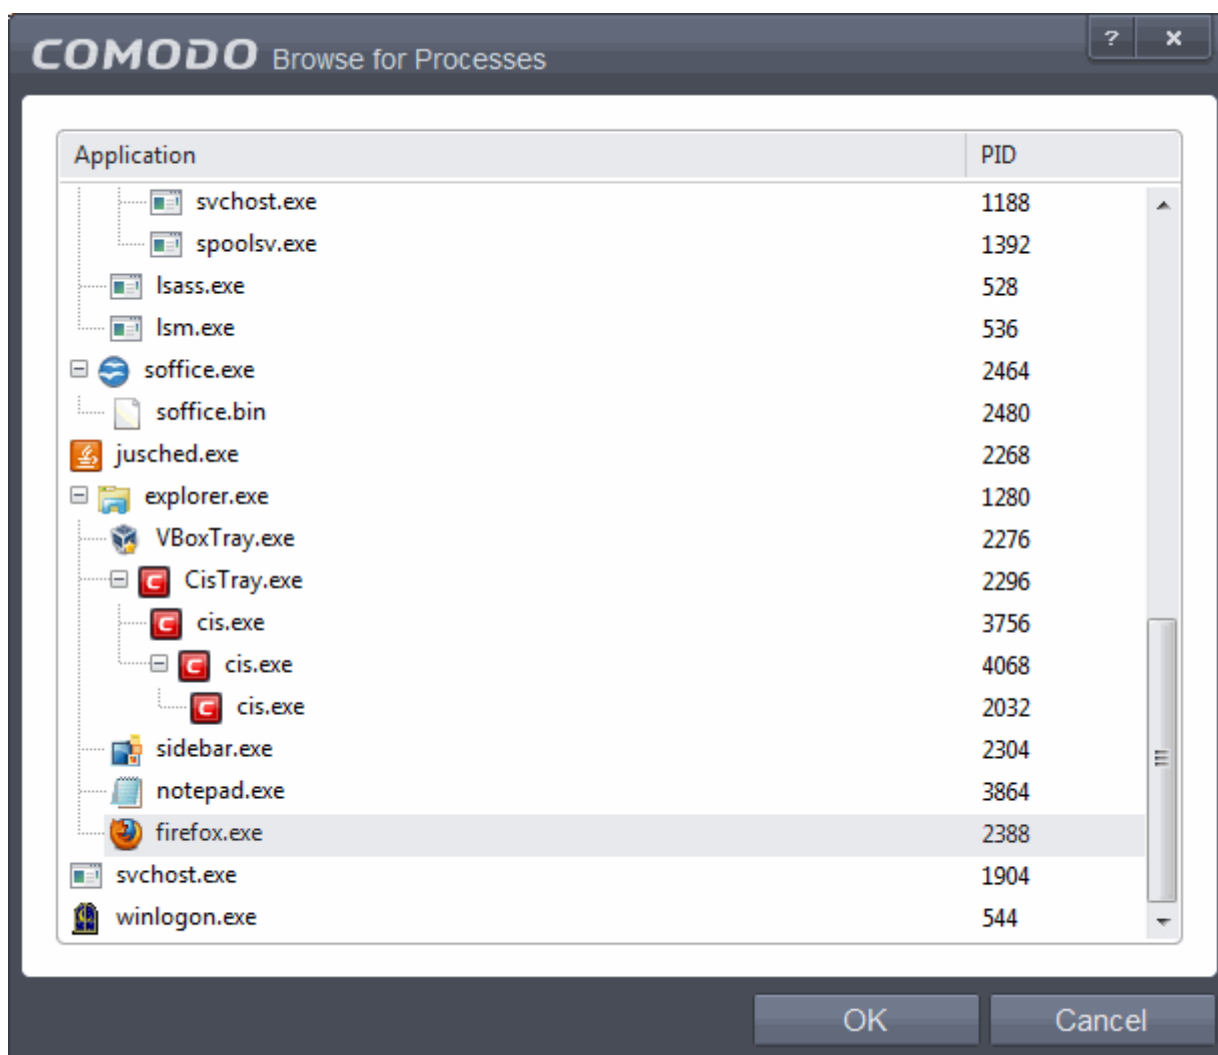 COMODO Browse for Processes ? x
Application PID
svchost.exe 1188
spoolsv.exe 1392
lsass.exe 528
lsm.exe 536
soffice.exe 2464
soffice.bin 2480
jusched.exe 2268
explorer.exe 1280
VBoxTray.exe 2276
CisTray.exe 2296
cis.exe 3756
cis.exe 4068
cis.exe 2032
sidebar.exe 2304
notepad.exe 3864
firefox.exe 2388
svchost.exe 1904
winlogon.exe 544
OK Cancel